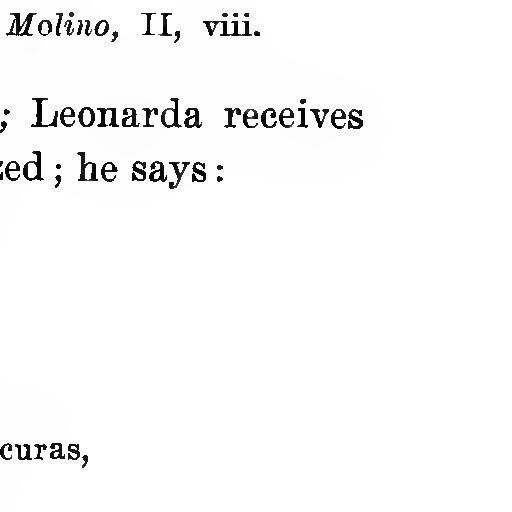 Molino, II, viii.
; Leonarda receives
zed; he says:
curas,